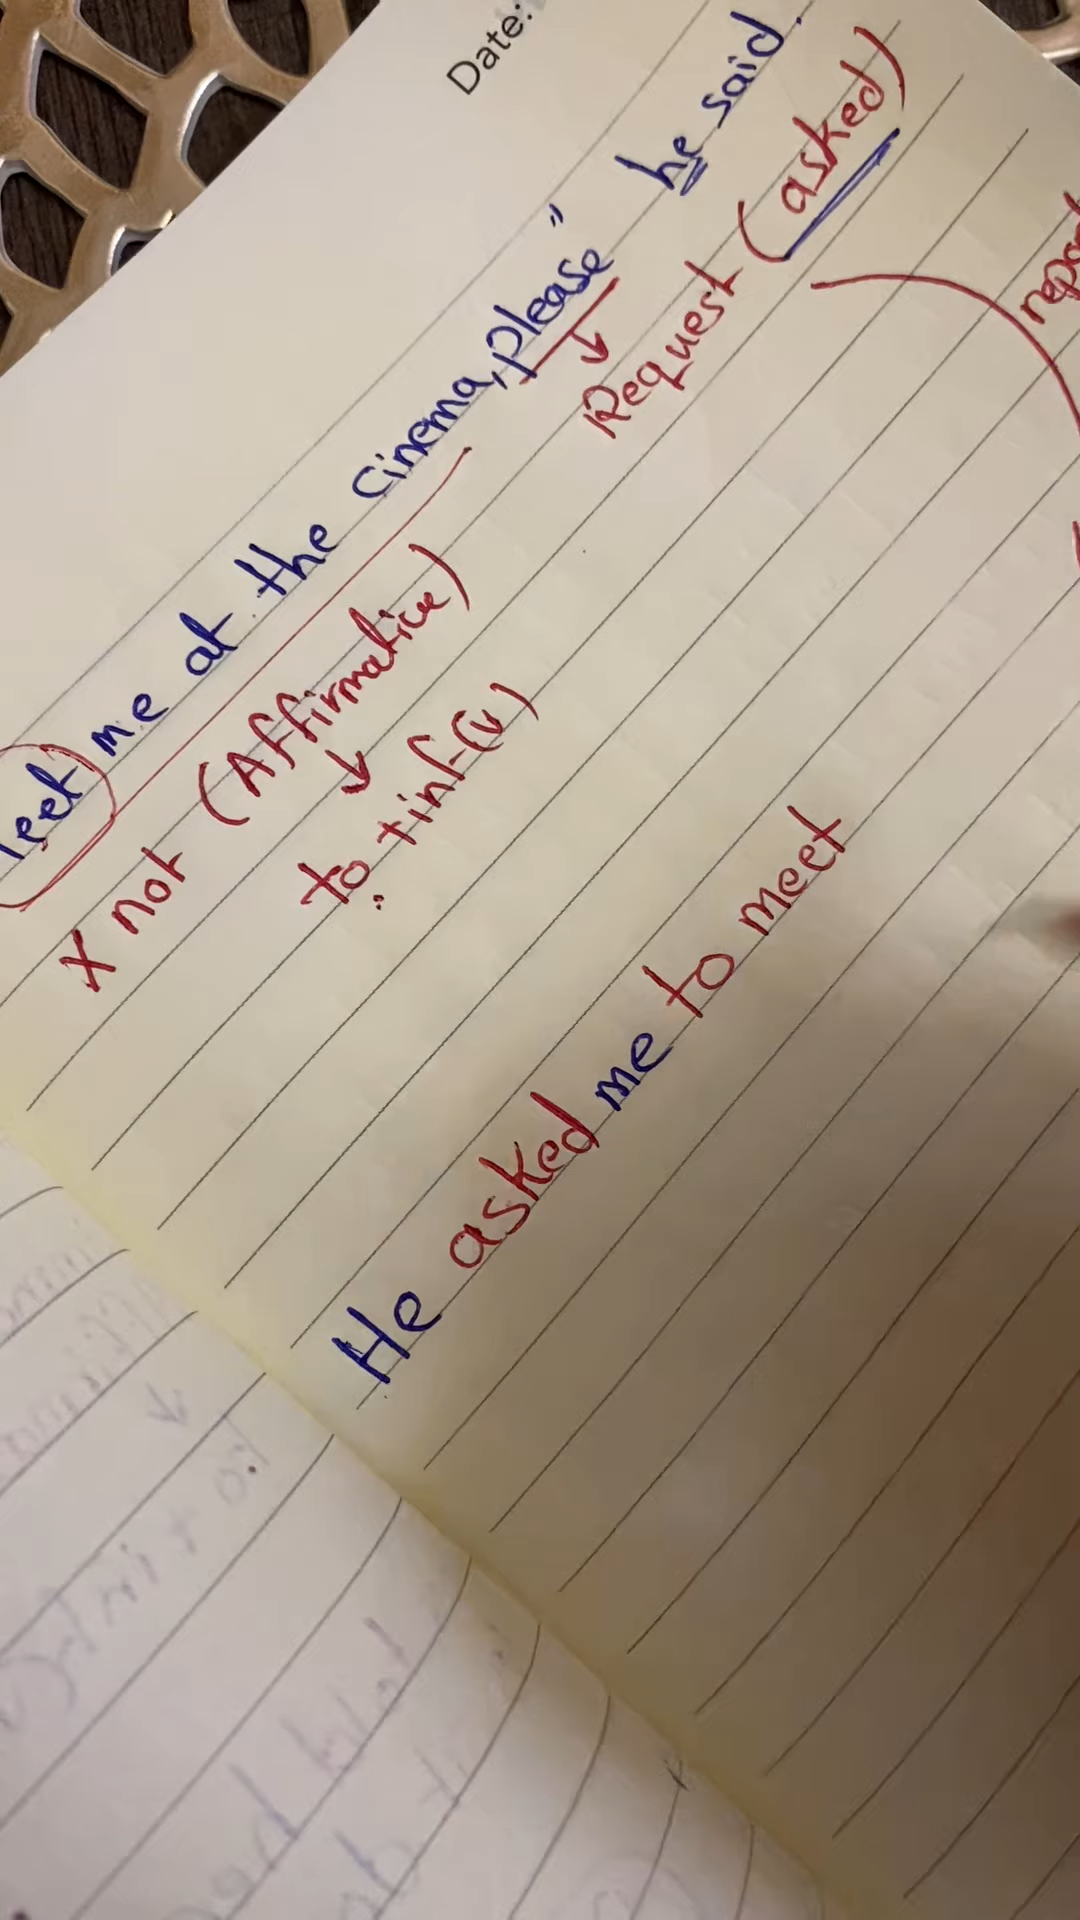 Date:
me at the cinema, please" he said.
Request (asked)
x not (Affirmative)
to + inf-(v)
He asked me to meet